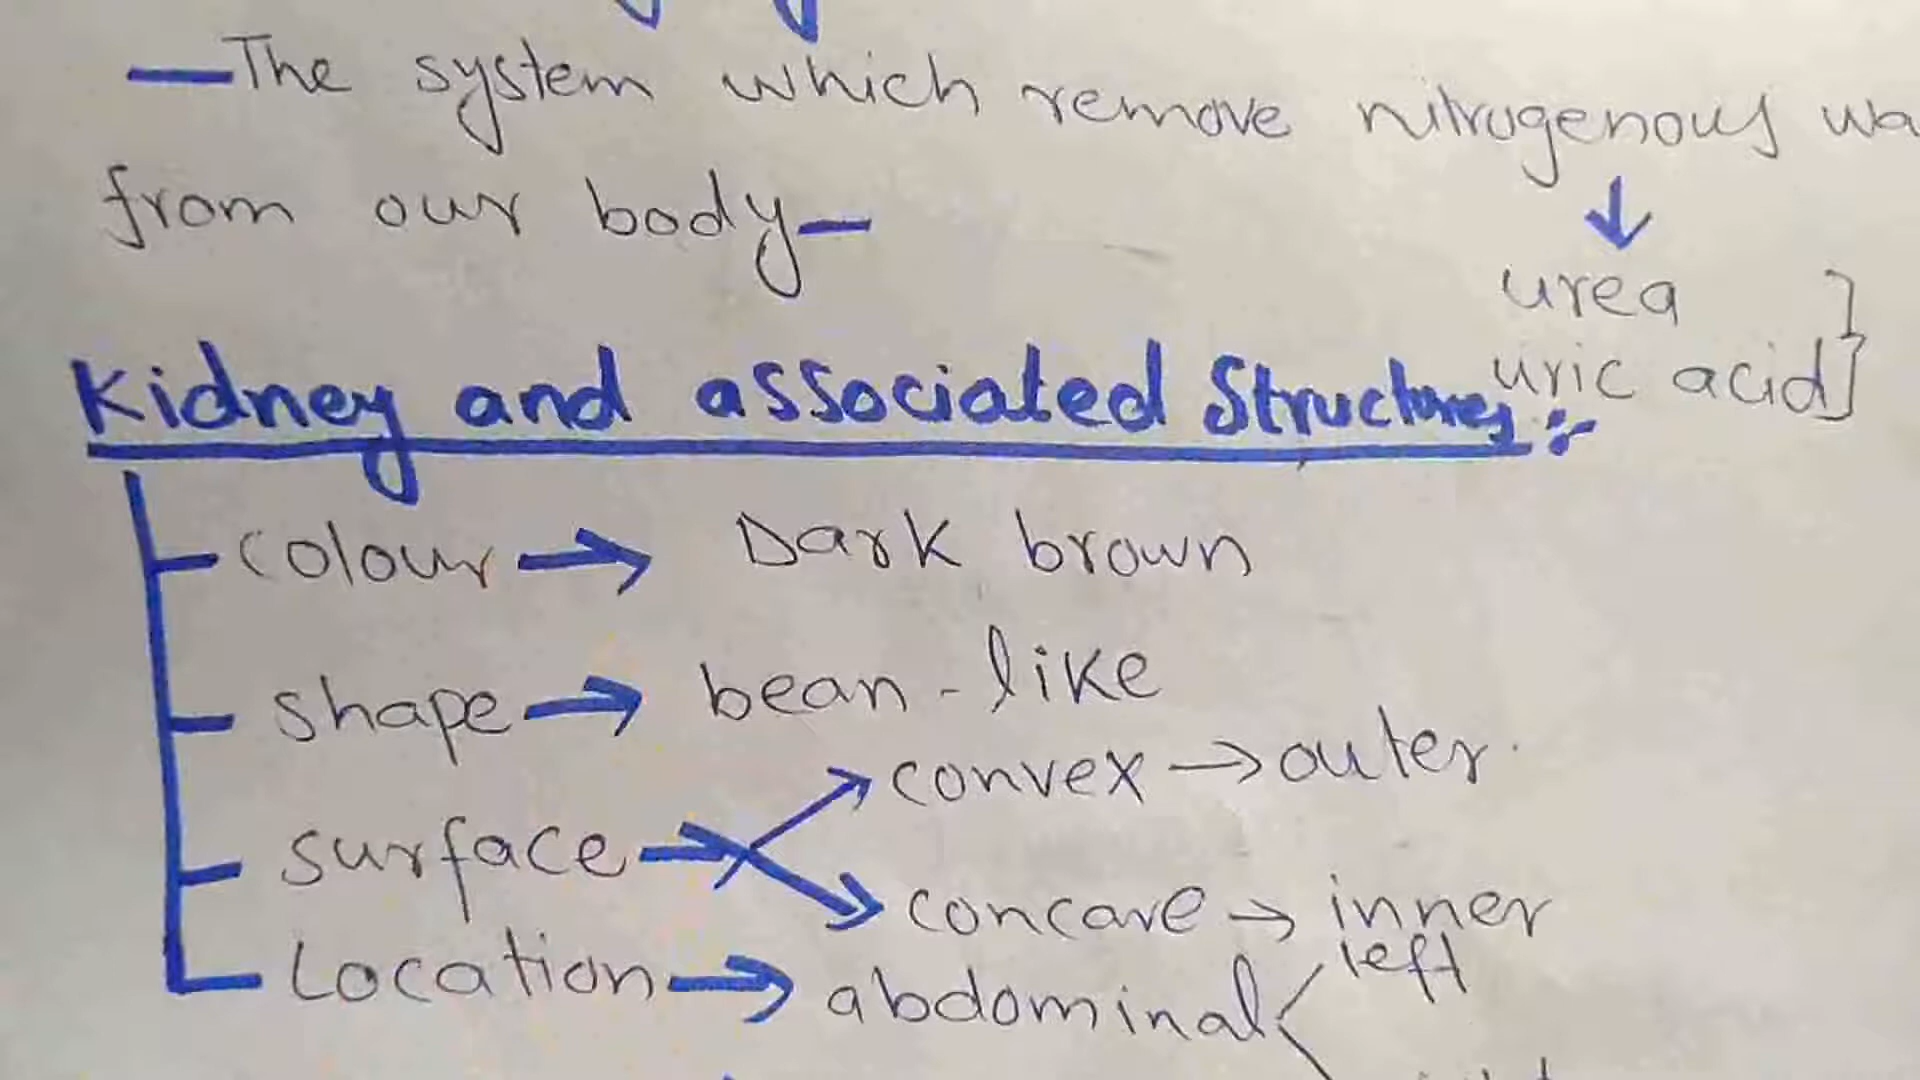 —The system which remove nitrogenous
from our body—
↓
urea }
uric acid]
Kidney and associated Structures:-
colour → Dark brown
shape → bean-like
surface → convex → outer
concave → inner
Location → abdominal < left